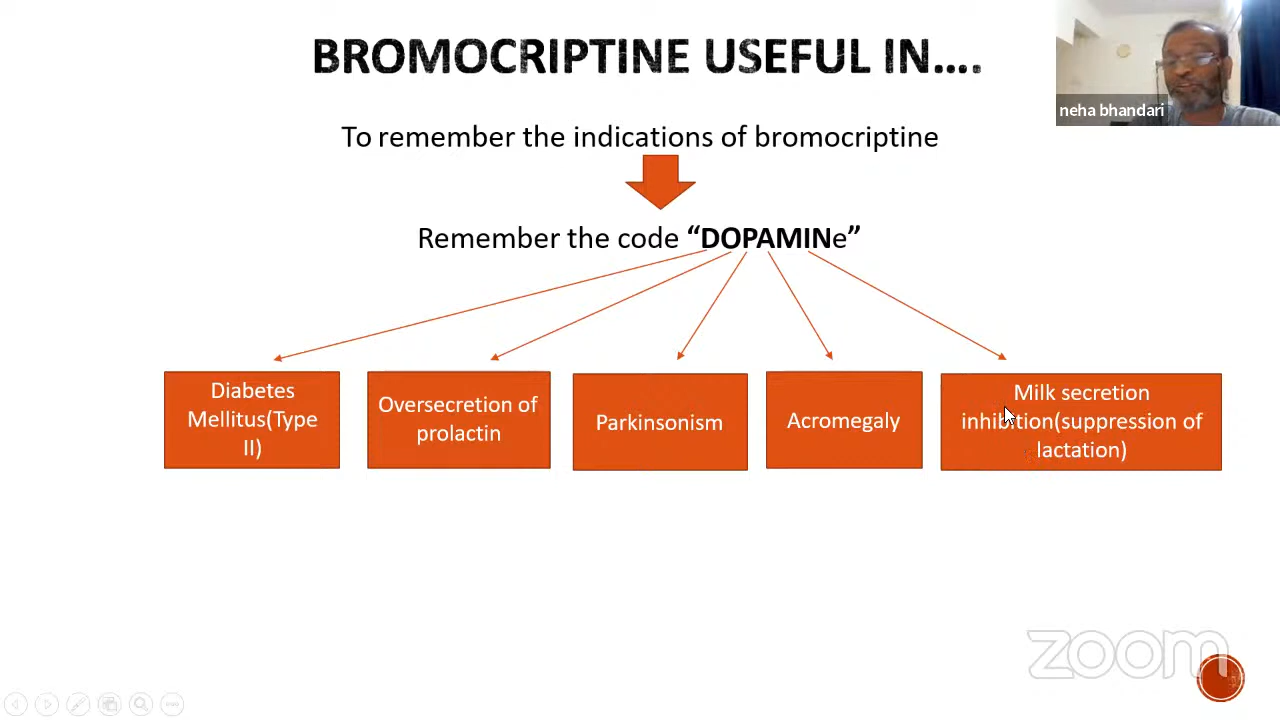 BROMOCRIPTINE USEFUL IN….
neha bhandari
To remember the indications of bromocriptine
Remember the code “DOPAMINe”
Diabetes
Mellitus(Type
II)
Oversecretion of
prolactin
Parkinsonism
Acromegaly
Milk secretion
inhibition(suppression of
lactation)
zoom